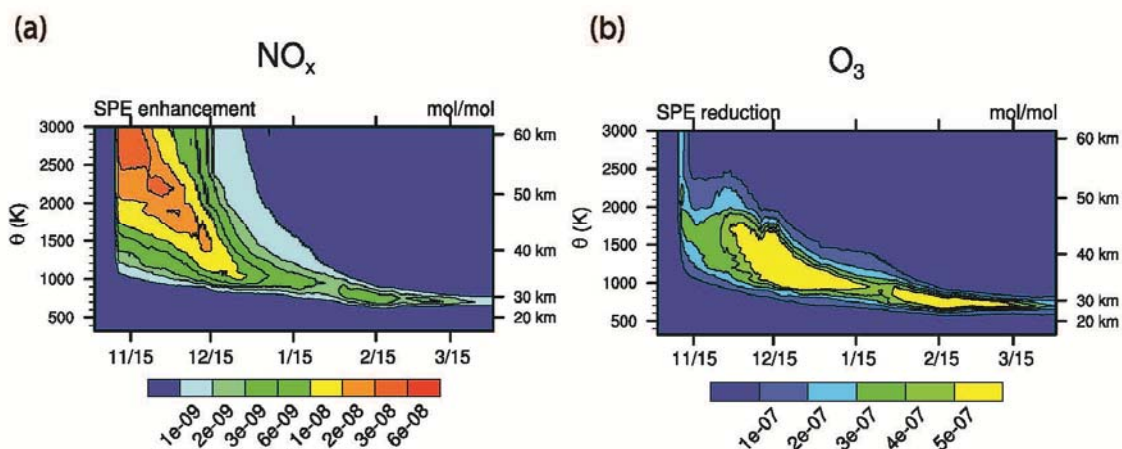 (a)
NOx
SPE enhancement mol/mol
3000
2500
2000
1500
1000
500
θ (K)
60 km
50 km
40 km
30 km
20 km
11/15 12/15 1/15 2/15 3/15
1e-09 2e-09 3e-09 6e-09 1e-08 2e-08 3e-08 6e-08
(b)
O3
SPE reduction mol/mol
3000
2500
2000
1500
1000
500
θ (K)
60 km
50 km
40 km
30 km
20 km
11/15 12/15 1/15 2/15 3/15
1e-07 2e-07 3e-07 4e-07 5e-07